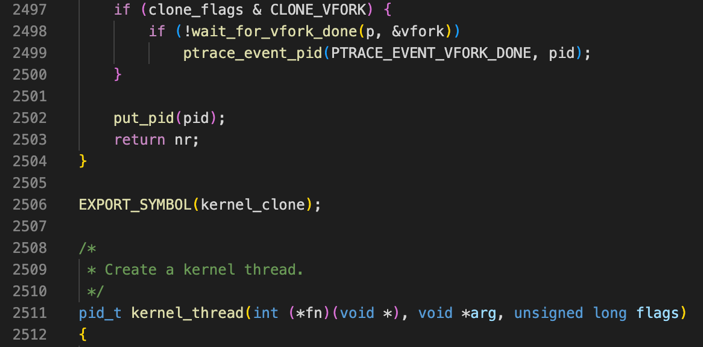 2497 if (clone_flags & CLONE_VFORK) {
2498 if (!wait_for_vfork_done(p, &vfork))
2499 ptrace_event_pid(PTRACE_EVENT_VFORK_DONE, pid);
2500 }
2501
2502 put_pid(pid);
2503 return nr;
2504 }
2505
2506 EXPORT_SYMBOL(kernel_clone);
2507
2508 /*
2509 * Create a kernel thread.
2510 */
2511 pid_t kernel_thread(int (*fn)(void *), void *arg, unsigned long flags)
2512 {